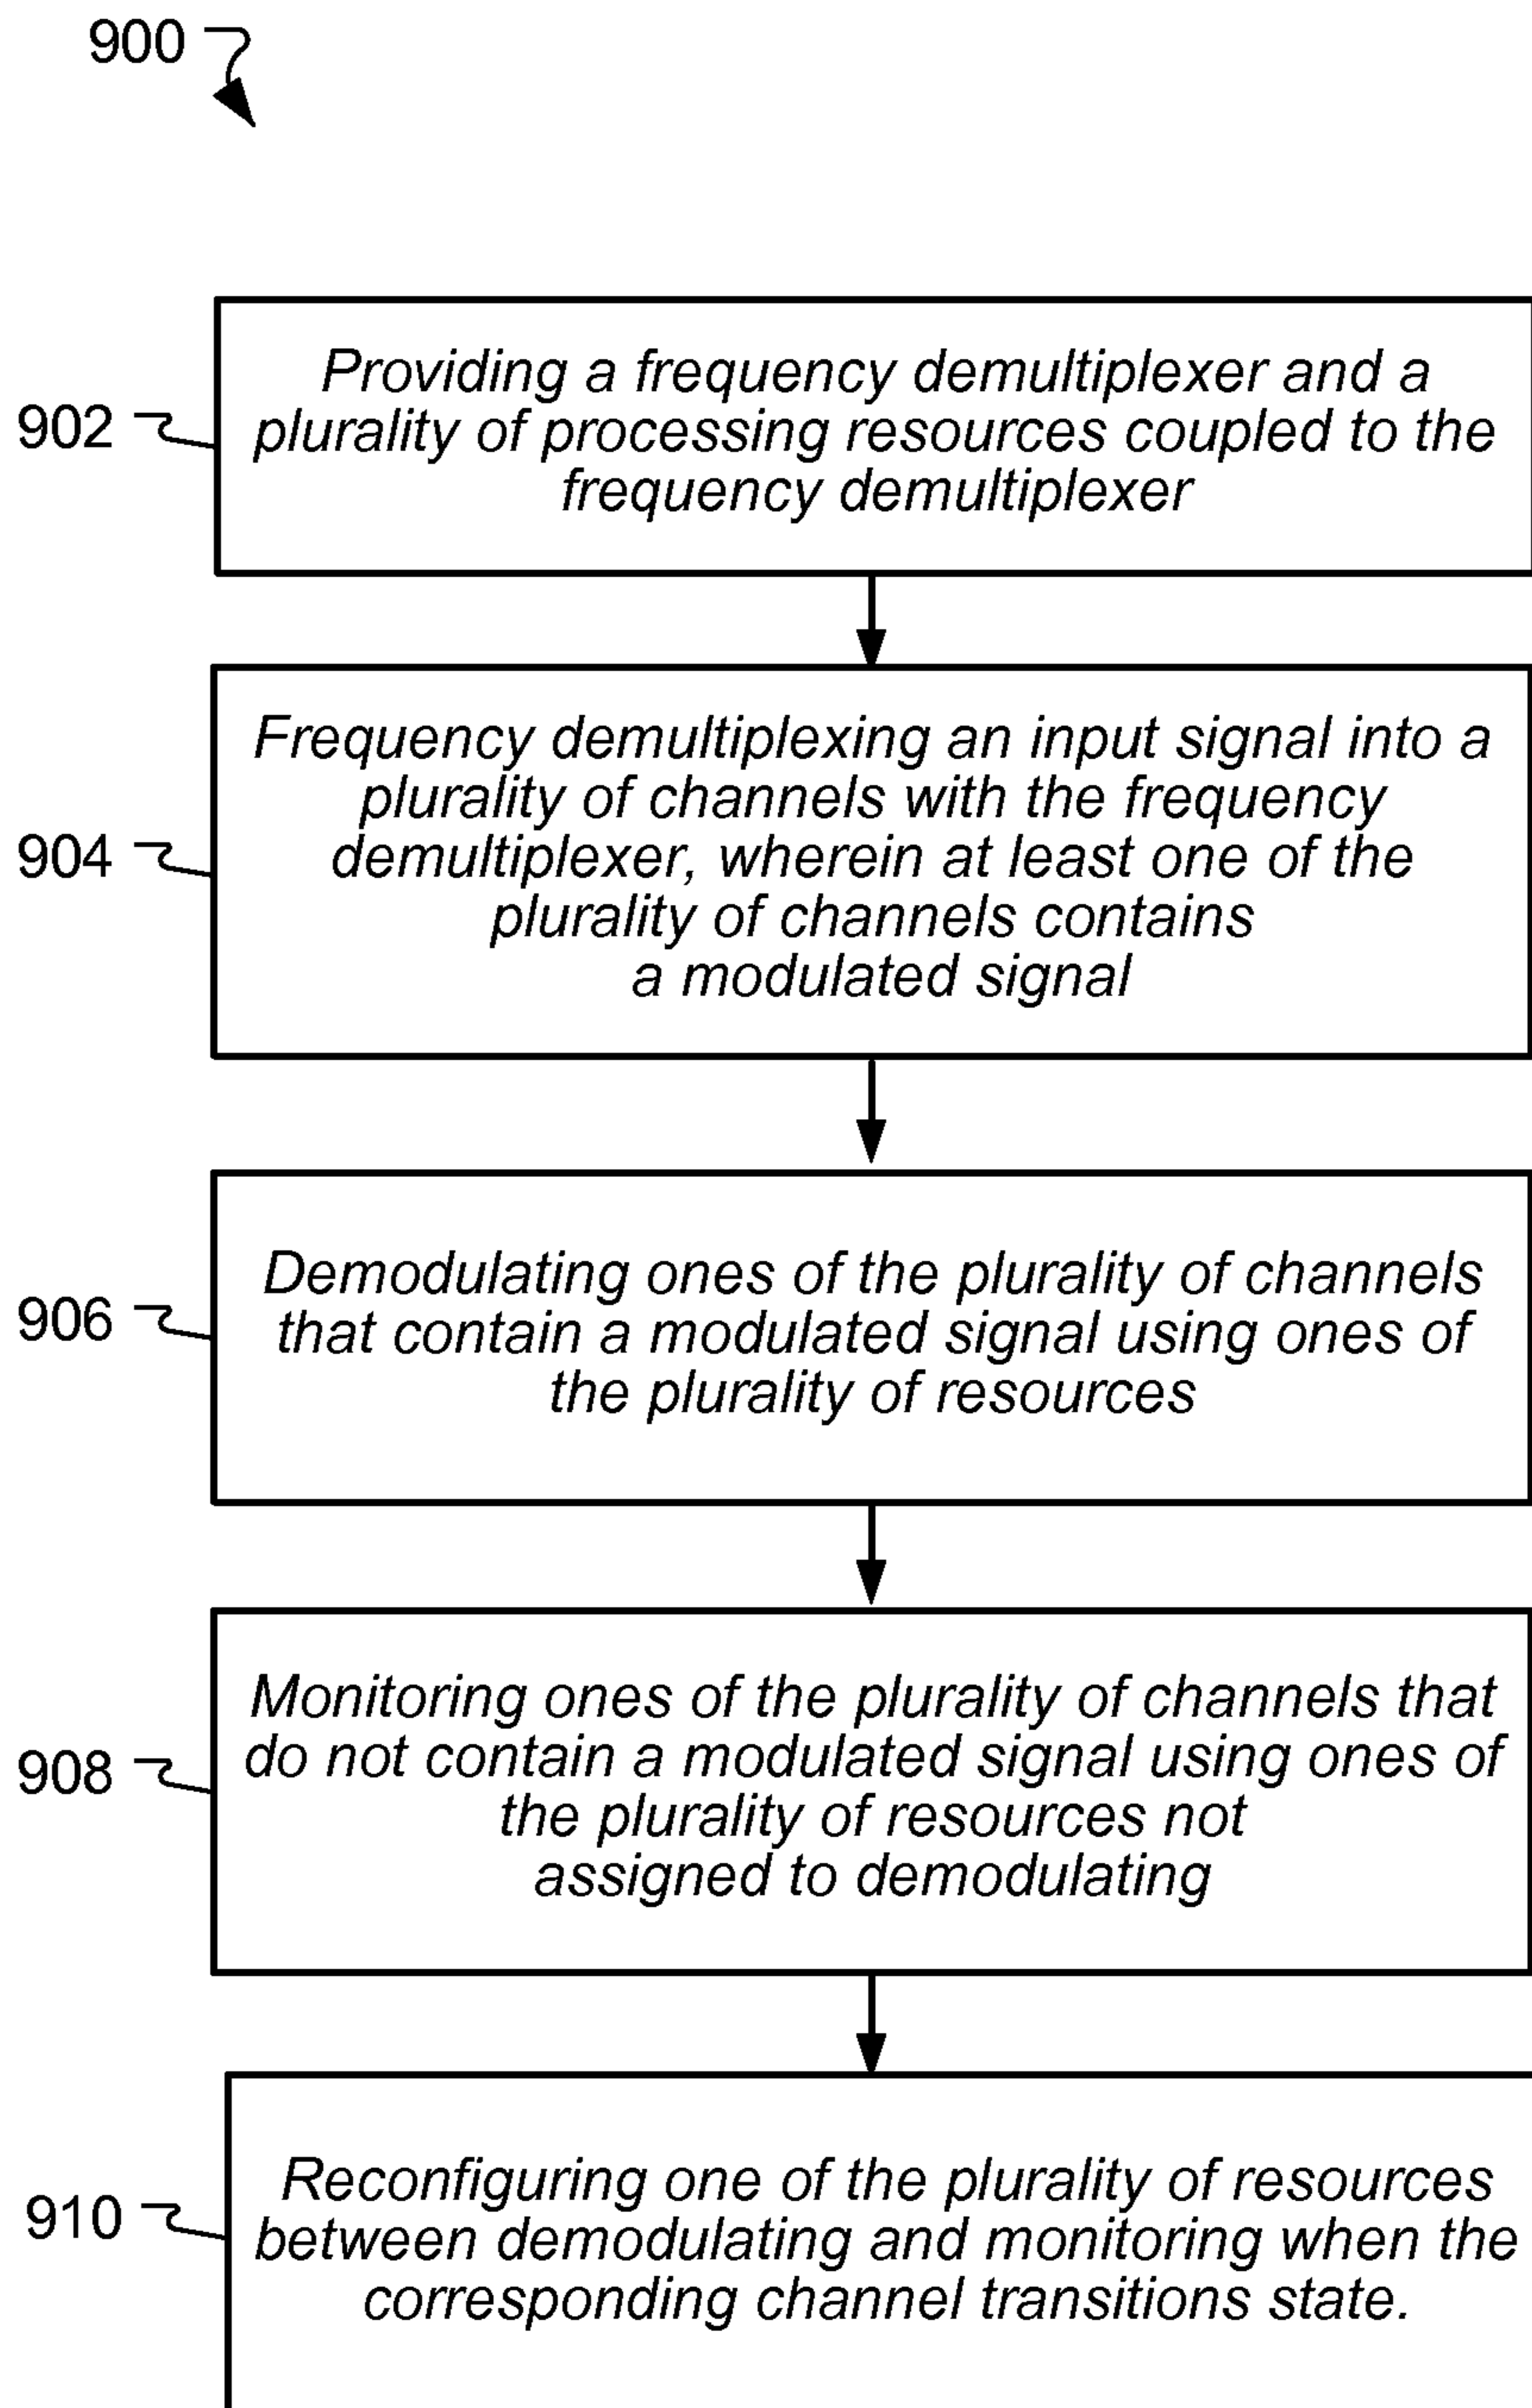 900
902
Providing a frequency demultiplexer and a
plurality of processing resources coupled to the
frequency demultiplexer
904
Frequency demultiplexing an input signal into a
plurality of channels with the frequency
demultiplexer, wherein at least one of the
plurality of channels contains
a modulated signal
906
Demodulating ones of the plurality of channels
that contain a modulated signal using ones of
the plurality of resources
908
Monitoring ones of the plurality of channels that
do not contain a modulated signal using ones of
the plurality of resources not
assigned to demodulating
910
Reconfiguring one of the plurality of resources
between demodulating and monitoring when the
corresponding channel transitions state.